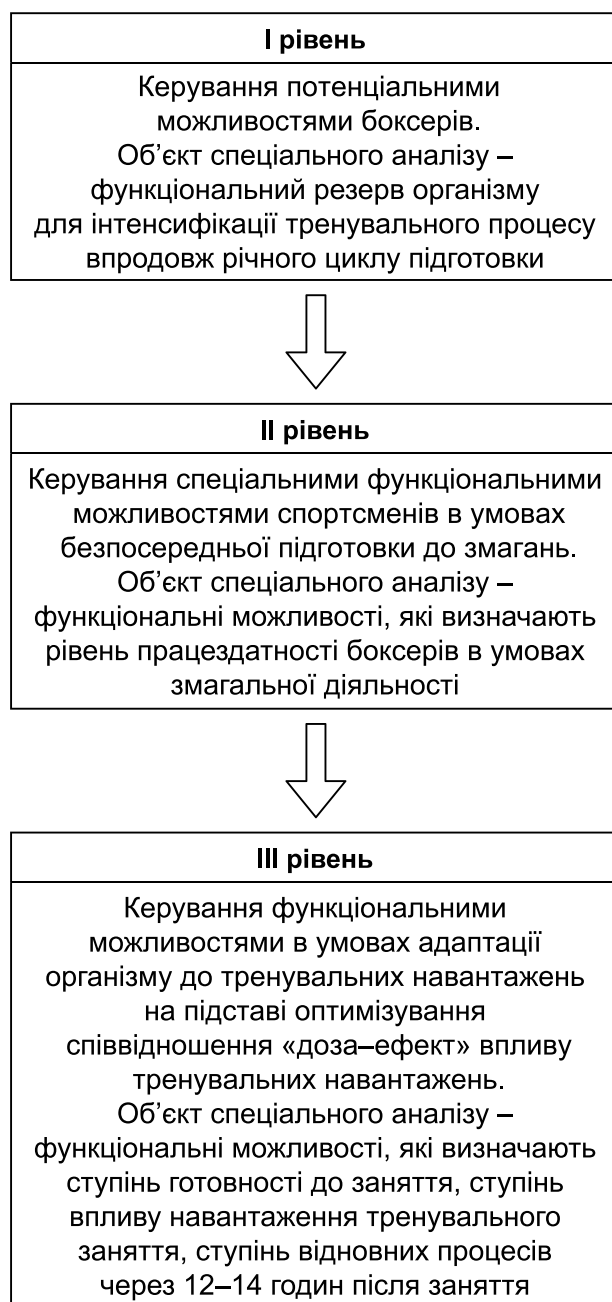 I рівень
Керування потенціальними
можливостями боксерів.
Об’єкт спеціального аналізу –
функціональний резерв організму
для інтенсифікації тренувального процесу
впродовж річного циклу підготовки
II рівень
Керування спеціальними функціональними
можливостями спортсменів в умовах
безпосередньої підготовки до змагань.
Об’єкт спеціального аналізу –
функціональні можливості, які визначають
рівень працездатності боксерів в умовах
змагальної діяльності
III рівень
Керування функціональними
можливостями в умовах адаптації
організму до тренувальних навантажень
на підставі оптимізування
співвідношення «доза–ефект» впливу
тренувальних навантажень.
Об’єкт спеціального аналізу –
функціональні можливості, які визначають
ступінь готовності до заняття, ступінь
впливу навантаження тренувального
заняття, ступінь відновних процесів
через 12–14 годин після заняття